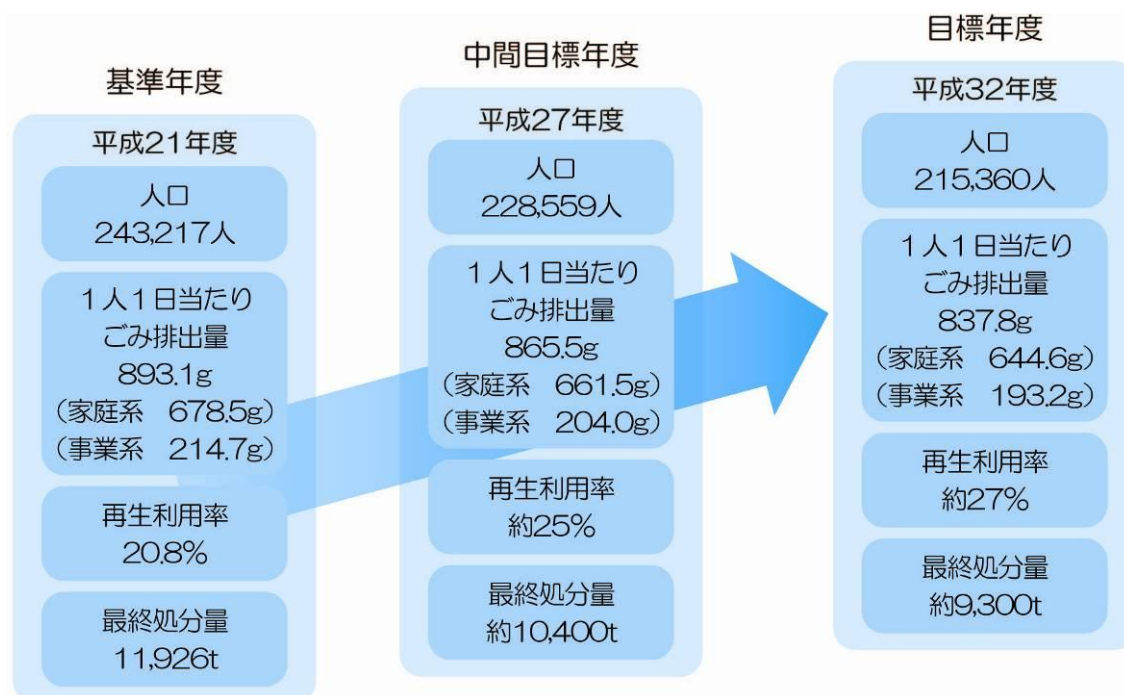 基準年度
平成21年度
人口
243,217人
1人1日当たり
ごみ排出量
893.1g
（家庭系　678.5g）
（事業系　214.7g）
再生利用率
20.8%
最終処分量
11,926t
中間目標年度
平成27年度
人口
228,559人
1人1日当たり
ごみ排出量
865.5g
（家庭系　661.5g）
（事業系　204.0g）
再生利用率
約25%
最終処分量
約10,400t
目標年度
平成32年度
人口
215,360人
1人1日当たり
ごみ排出量
837.8g
（家庭系　644.6g）
（事業系　193.2g）
再生利用率
約27%
最終処分量
約9,300t